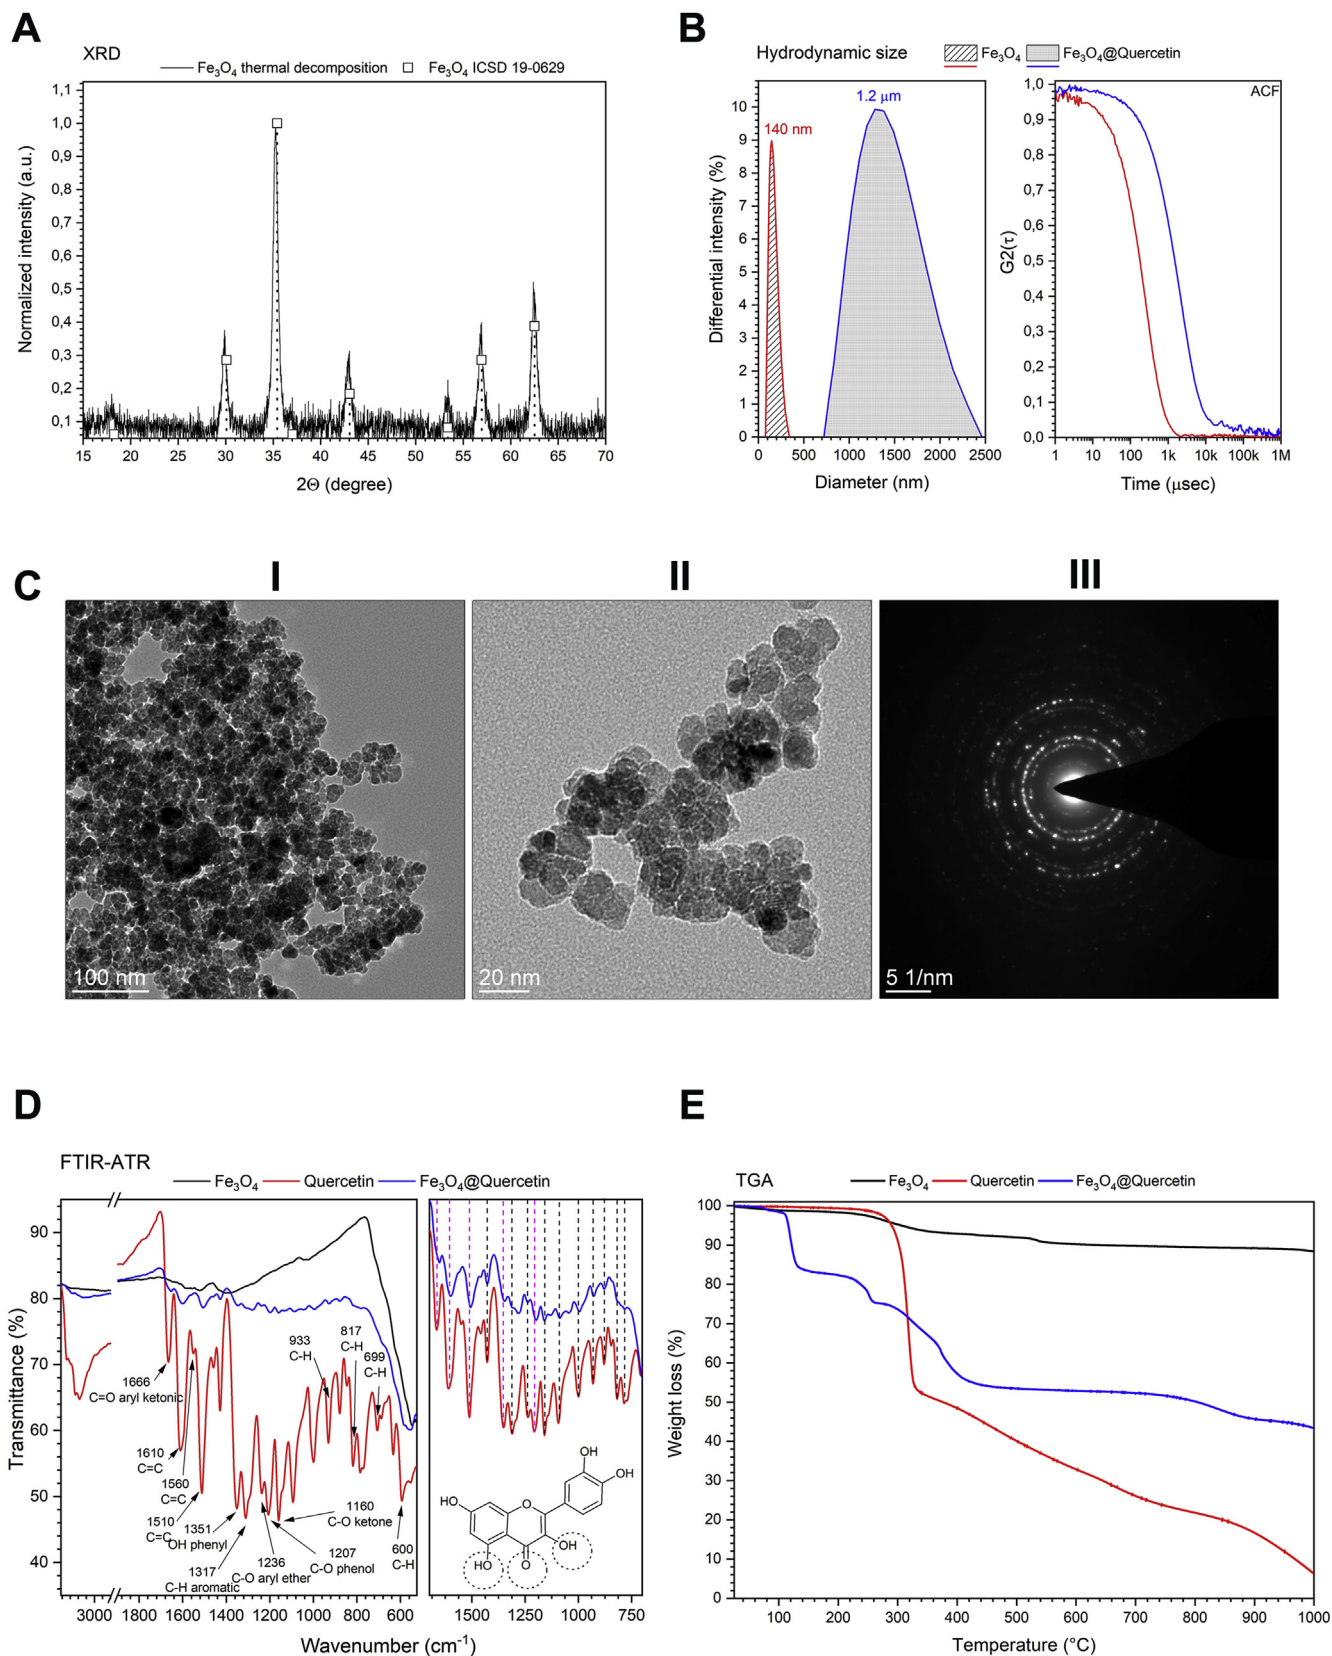 A
XRD
Fe₃O₄ thermal decomposition
Fe₃O₄ ICSD 19-0629
Normalized intensity (a.u.)
1,1
1,0
0,9
0,8
0,7
0,6
0,5
0,4
0,3
0,2
0,1
15 20 25 30 35 40 45 50 55 60 65 70
2Θ (degree)
B
Hydrodynamic size
Fe₃O₄
Fe₃O₄@Quercetin
1.2 μm
140 nm
Differential intensity (%)
10
9
8
7
6
5
4
3
2
1
0
0 500 1000 1500 2000 2500
Diameter (nm)
ACF
G2(τ)
1,0
0,9
0,8
0,7
0,6
0,5
0,4
0,3
0,2
0,1
0,0
1 10 100 1k 10k 100k 1M
Time (μsec)
C
I
II
III
100 nm
20 nm
5 1/nm
D
FTIR-ATR
Fe₃O₄ Quercetin Fe₃O₄@Quercetin
Transmittance (%)
90
80
70
60
50
40
1666
C=O aryl ketonic
1610
C=C
1560
C=C
1510
C=C
1351
OH phenyl
1317
C-H aromatic
1236
C-O aryl ether
1207
C-O phenol
1160
C-O ketone
933
C-H
817
C-H
699
C-H
600
C-H
3000 1800 1600 1400 1200 1000 800 600
OH
OH
HO
O
OH
HO
O
1500 1250 1000 750
Wavenumber (cm⁻¹)
E
TGA
Fe₃O₄ Quercetin Fe₃O₄@Quercetin
Weight loss (%)
100
90
80
70
60
50
40
30
20
10
0
100 200 300 400 500 600 700 800 900 1000
Temperature (°C)